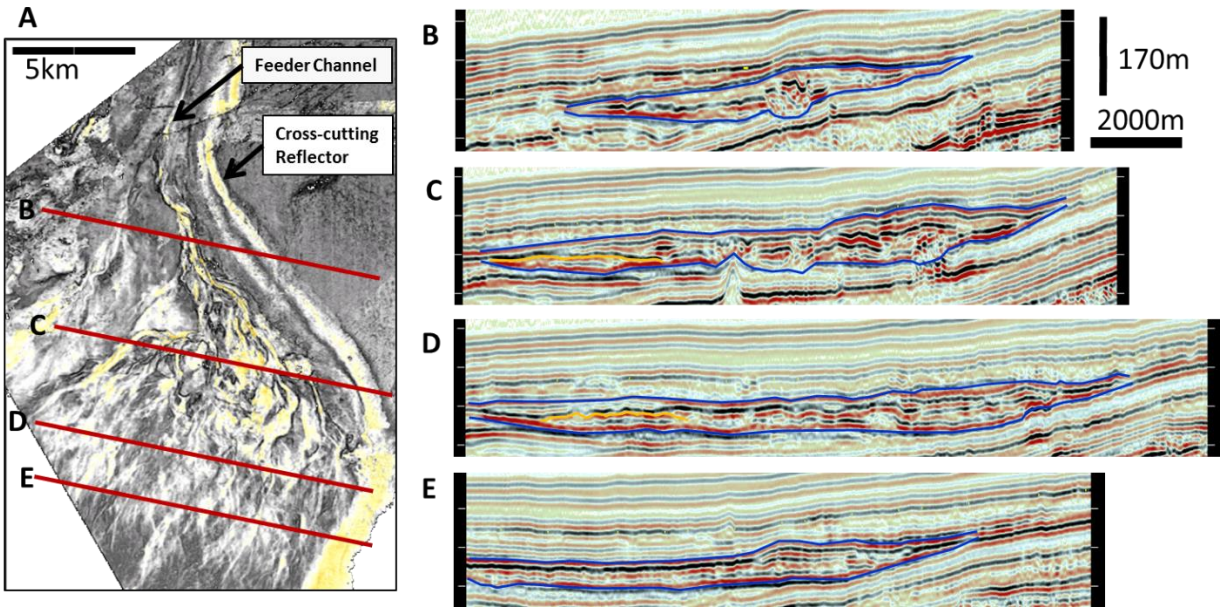 A
5km
Feeder Channel
Cross-cutting
Reflector
B
C
D
E
B
170m
2000m
C
D
E